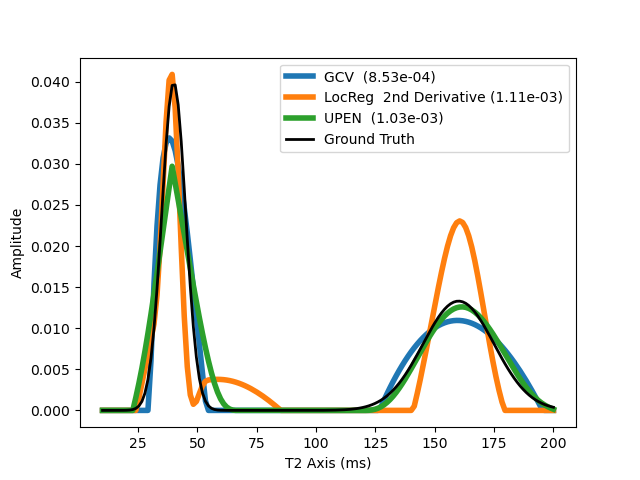 GCV (8.53e-04)
LocReg 2nd Derivative (1.11e-03)
UPEN (1.03e-03)
Ground Truth
Amplitude
0.040
0.035
0.030
0.025
0.020
0.015
0.010
0.005
0.000
25 50 75 100 125 150 175 200
T2 Axis (ms)